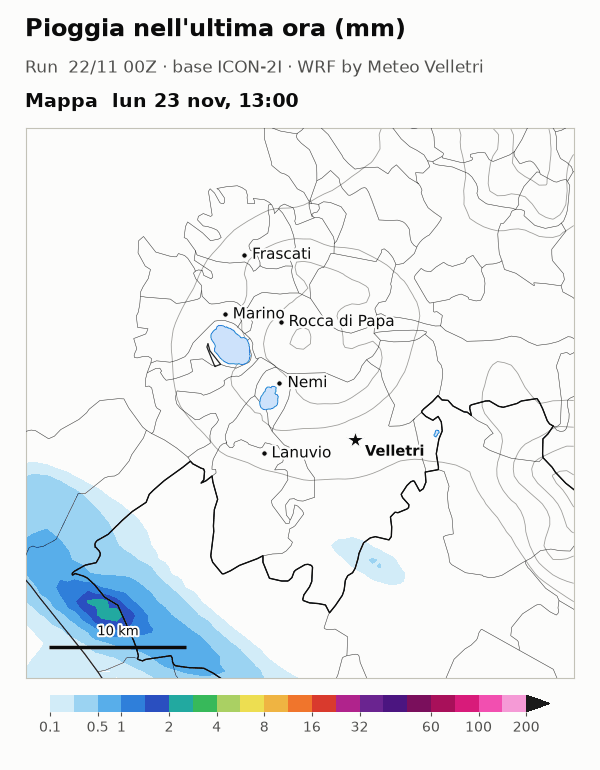 Pioggia nell'ultima ora (mm)
Run  22/11 00Z · base ICON-2I · WRF by Meteo Velletri
Mappa  lun 23 nov, 13:00
Frascati
Marino
Rocca di Papa
Nemi
Velletri
Lanuvio
10 km
0.1 0.5 1 2 4 8 16 32 60 100 200